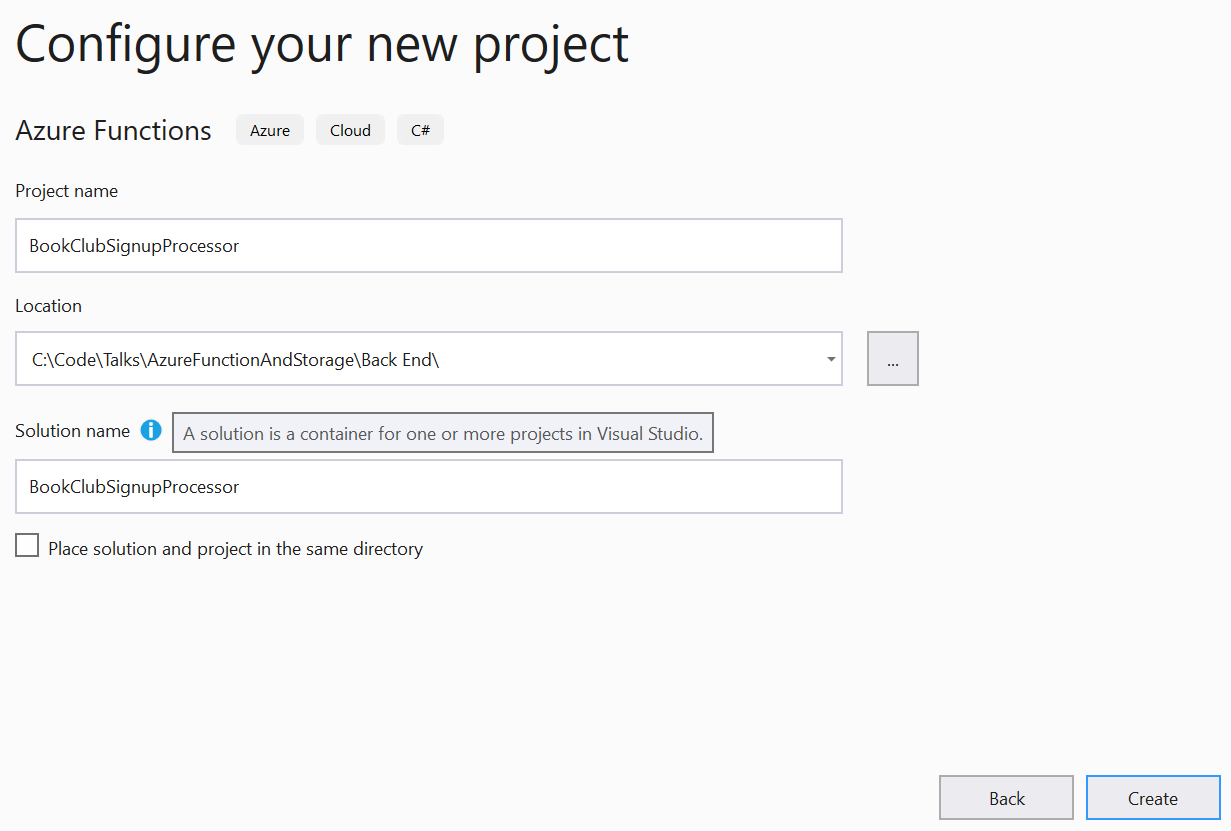 Configure your new project
Azure Functions Azure Cloud C#
Project name
BookClubSignupProcessor
Location
C:\Code\Talks\AzureFunctionAndStorage\Back End\
...
Solution name A solution is a container for one or more projects in Visual Studio.
BookClubSignupProcessor
Place solution and project in the same directory
Back Create